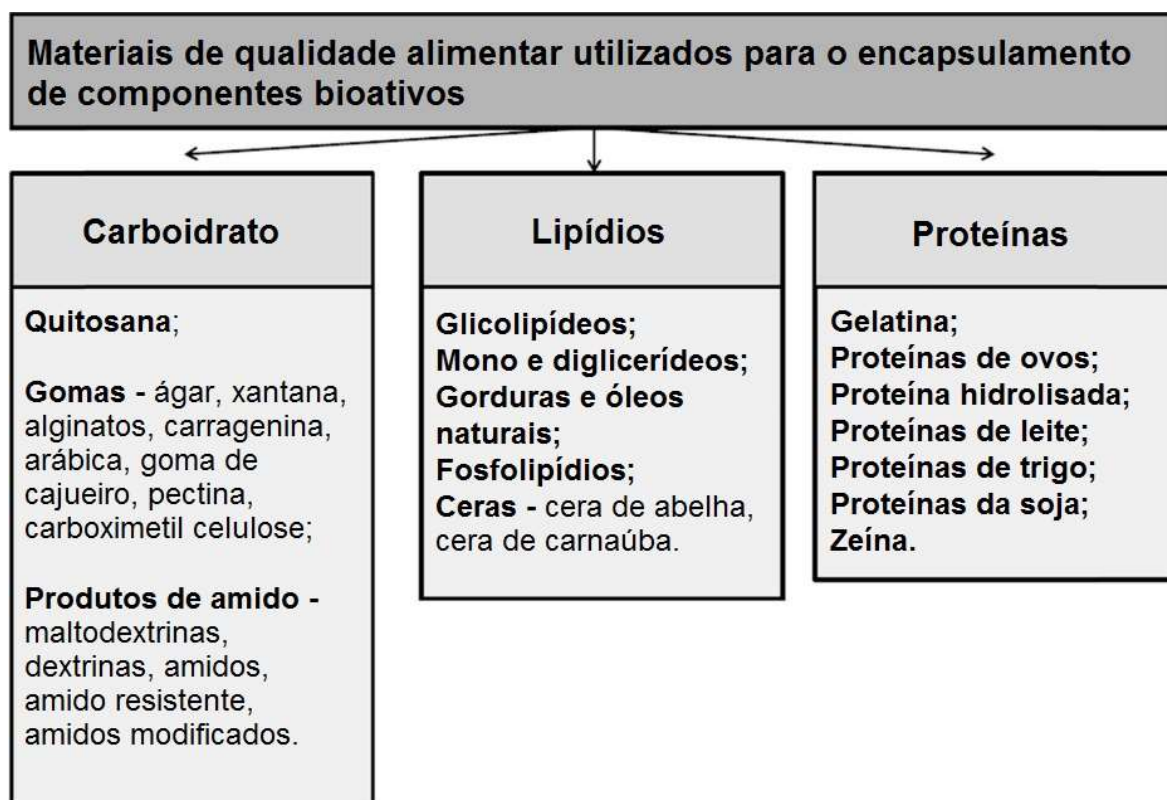 Materiais de qualidade alimentar utilizados para o encapsulamento
de componentes bioativos
Carboidrato
Quitosana;
Gomas - ágar, xantana,
alginatos, carragenina,
arábica, goma de
cajueiro, pectina,
carboximetil celulose;
Produtos de amido -
maltodextrinas,
dextrinas, amidos,
amido resistente,
amidos modificados.
Lipídios
Glicolipídeos;
Mono e diglicerídeos;
Gorduras e óleos
naturais;
Fosfolipídios;
Ceras - cera de abelha,
cera de carnaúba.
Proteínas
Gelatina;
Proteínas de ovos;
Proteína hidrolisada;
Proteínas de leite;
Proteínas de trigo;
Proteínas da soja;
Zeína.